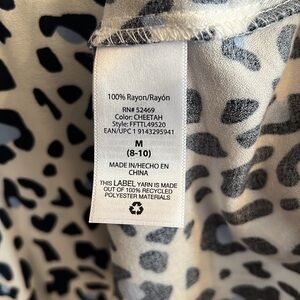 100% Rayon/Rayón
RN# 52469
Color: CHEETAH
Style: FFTTL49520
EAN/UPC 1 9143295941
M
(8-10)
MADE IN/HECHO EN
CHINA
THIS LABEL YARN IS MADE
OUT OF 100% RECYCLED
POLYESTER MATERIALS